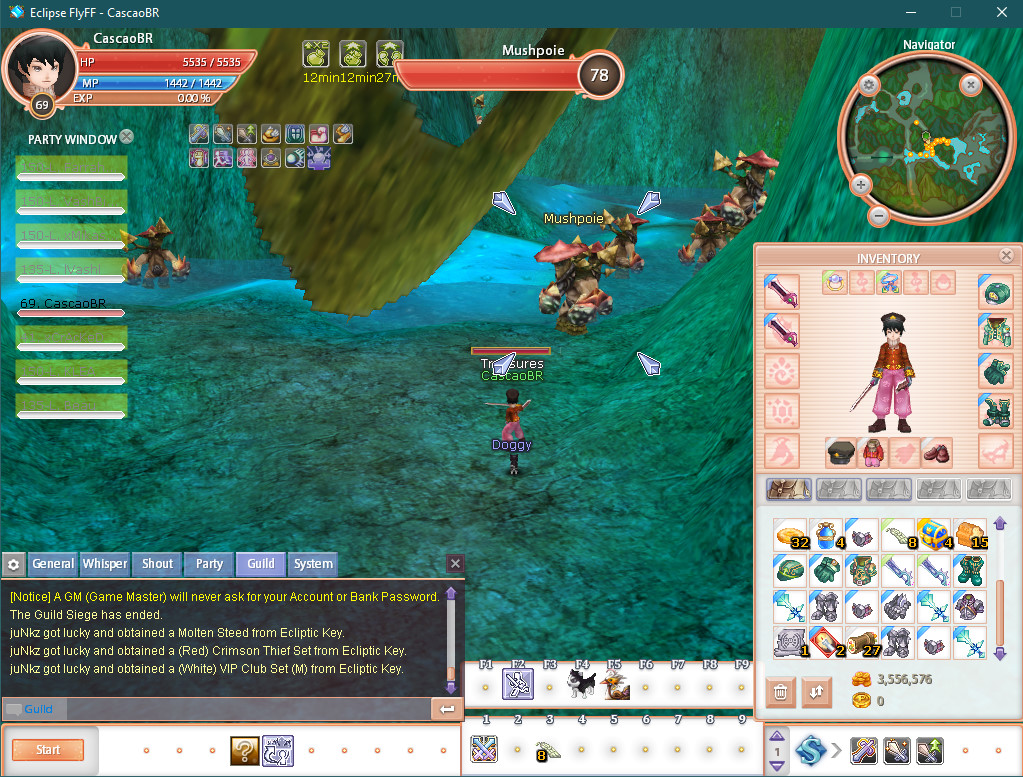 Eclipse FlyFF - CascaoBR
CascaoBR
HP 5535 / 5535
MP 1442 / 1442
EXP 0.00 %
69
12min 12min 27m
Mushpoie
78
Navigator
PARTY WINDOW
69. CascaoBR
Mushpoie
CascaoBR
Doggy
INVENTORY
32 4 8 4 15
1 2 27
3,556,576
0
General Whisper Shout Party Guild System
[Notice] A GM (Game Master) will never ask for your Account or Bank Password.
The Guild Siege has ended.
juNkz got lucky and obtained a Molten Steed from Ecliptic Key.
juNkz got lucky and obtained a (Red) Crimson Thief Set from Ecliptic Key.
juNkz got lucky and obtained a (White) VIP Club Set (M) from Ecliptic Key.
Guild
F1 F2 F3 F4 F5 F6 F7 F8 F9
1 2 3 4 5 6 7 8 9
8
Start
1